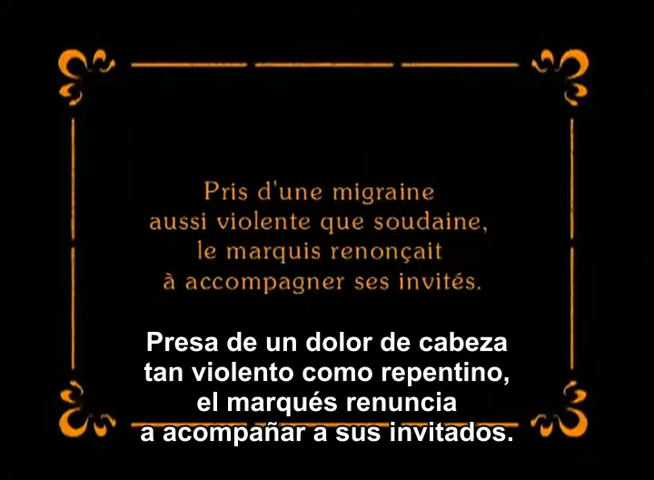 Pris d'une migraine
aussi violente que soudaine,
le marquis renonçait
à accompagner ses invités.
Presa de un dolor de cabeza
tan violento como repentino,
el marqués renuncia
a acompañar a sus invitados.